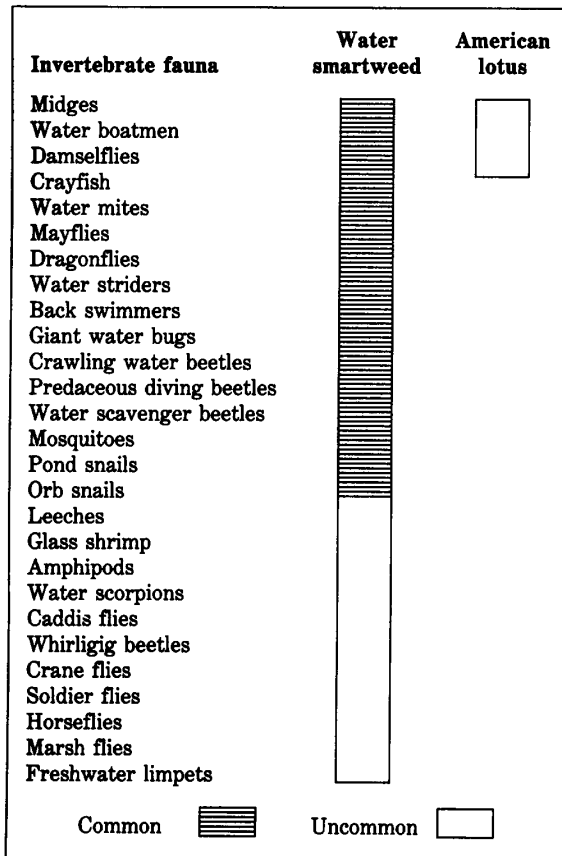 Invertebrate fauna Water smartweed American lotus
Midges
Water boatmen
Damselflies
Crayfish
Water mites
Mayflies
Dragonflies
Water striders
Back swimmers
Giant water bugs
Crawling water beetles
Predaceous diving beetles
Water scavenger beetles
Mosquitoes
Pond snails
Orb snails
Leeches
Glass shrimp
Amphipods
Water scorpions
Caddis flies
Whirligig beetles
Crane flies
Soldier flies
Horseflies
Marsh flies
Freshwater limpets
Common Uncommon